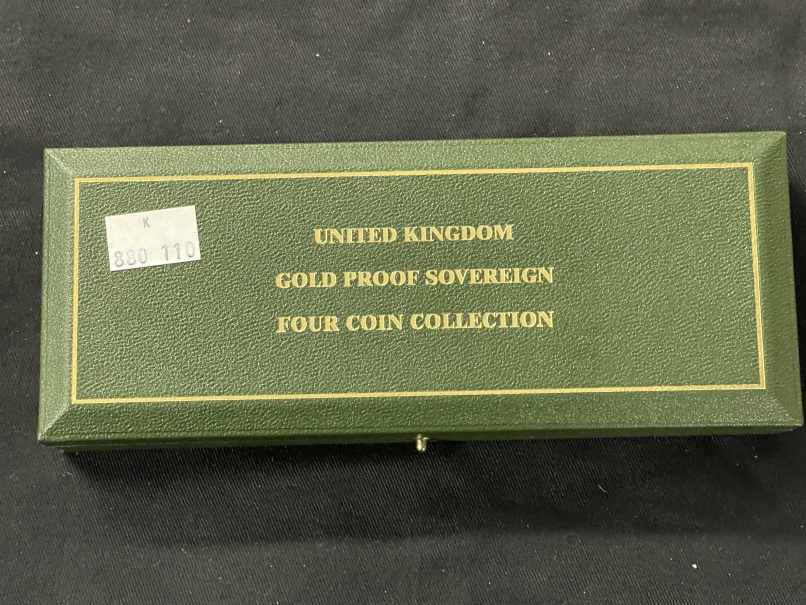 K
880 110
UNITED KINGDOM
GOLD PROOF SOVEREIGN
FOUR COIN COLLECTION